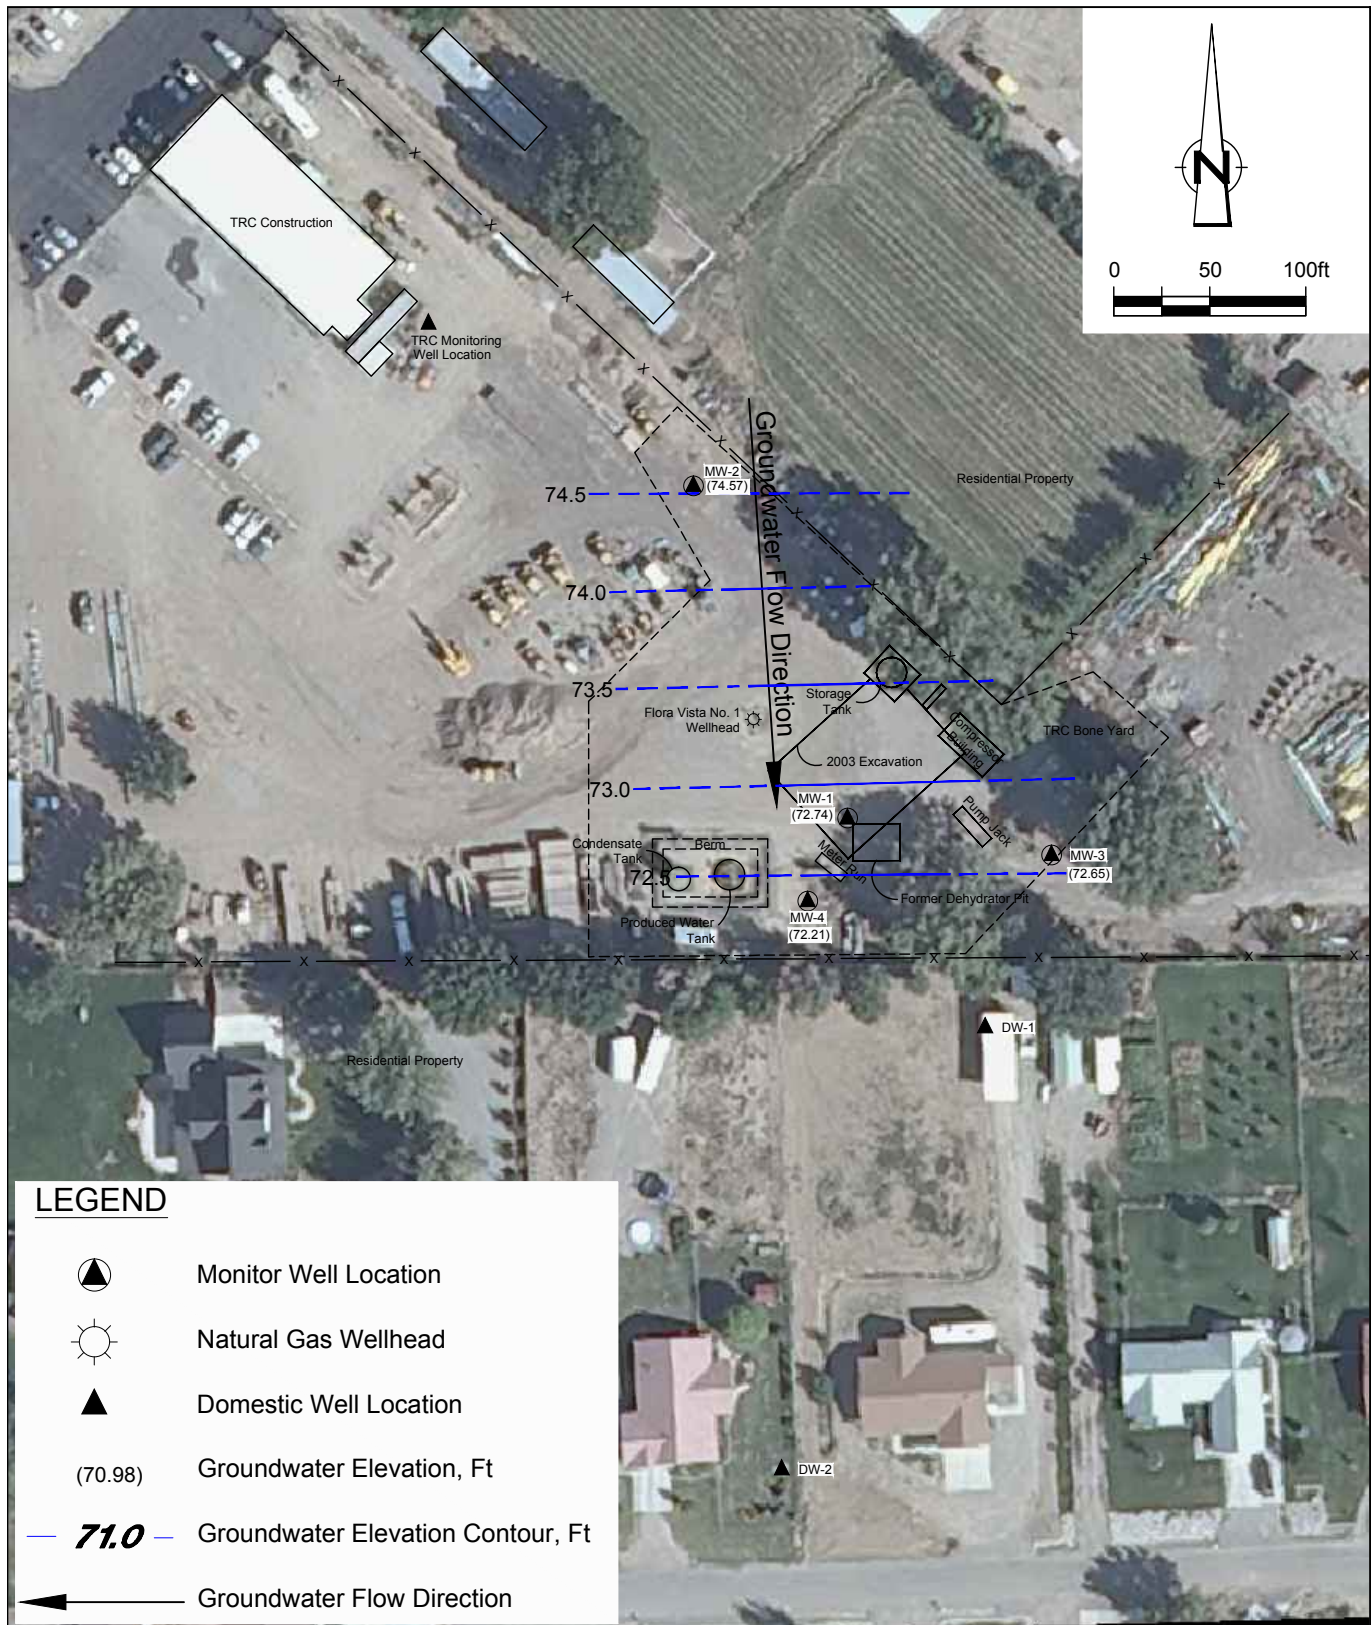 N
0 50 100ft
TRC Construction
TRC Monitoring
Well Location
Groundwater Flow Direction
MW-2
(74.57)
Residential Property
74.5
74.0
73.5
Storage
Tank
Flora Vista No. 1
Wellhead
Compressor
Building
TRC Bone Yard
2003 Excavation
73.0
MW-1
(72.74)
Pump Jack
Condensate
Tank
Berm
Meter Run
MW-3
(72.65)
72.5
Former Dehydrator Pit
MW-4
(72.21)
Produced Water
Tank
DW-1
Residential Property
DW-2
LEGEND
Monitor Well Location
Natural Gas Wellhead
Domestic Well Location
(70.98) Groundwater Elevation, Ft
71.0 Groundwater Elevation Contour, Ft
Groundwater Flow Direction